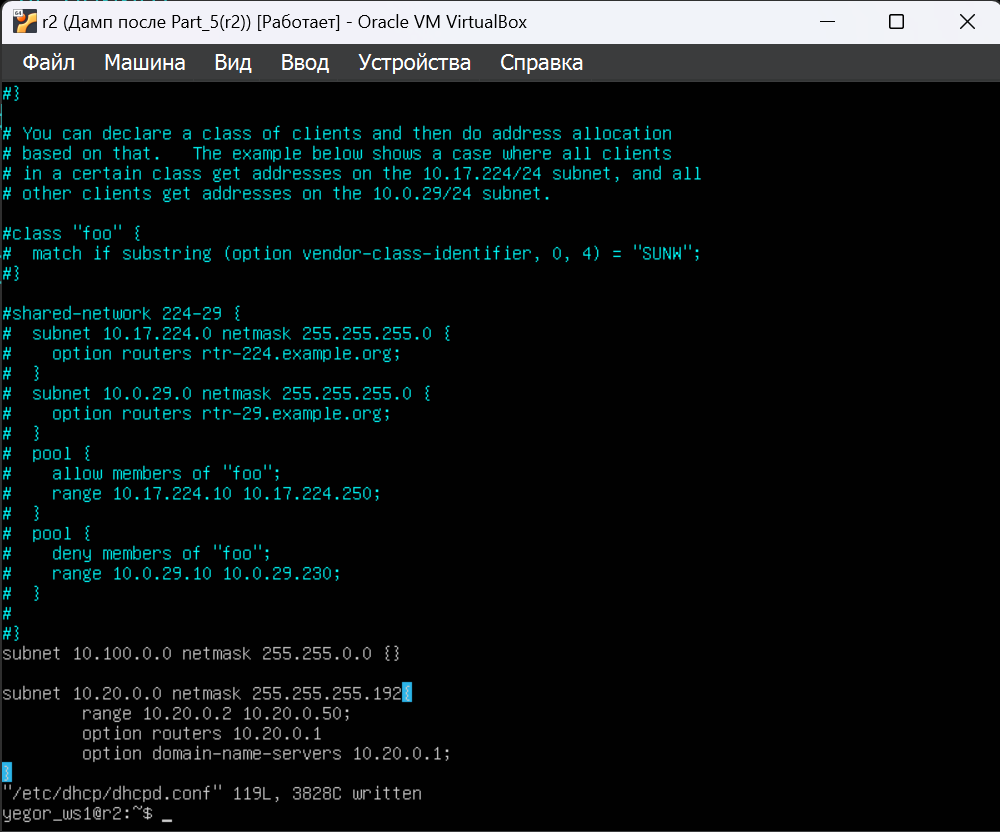 r2 (Дамп после Part_5(r2)) [Работает] - Oracle VM VirtualBox
Файл Машина Вид Ввод Устройства Справка
#}
# You can declare a class of clients and then do address allocation
# based on that.   The example below shows a case where all clients
# in a certain class get addresses on the 10.17.224/24 subnet, and all
# other clients get addresses on the 10.0.29/24 subnet.
#class "foo" {
#  match if substring (option vendor-class-identifier, 0, 4) = "SUNW";
#}
#shared-network 224-29 {
#  subnet 10.17.224.0 netmask 255.255.255.0 {
#    option routers rtr-224.example.org;
#  }
#  subnet 10.0.29.0 netmask 255.255.255.0 {
#    option routers rtr-29.example.org;
#  }
#  pool {
#    allow members of "foo";
#    range 10.17.224.10 10.17.224.250;
#  }
#  pool {
#    deny members of "foo";
#    range 10.0.29.10 10.0.29.230;
#  }
#
#}
subnet 10.100.0.0 netmask 255.255.0.0 {}
subnet 10.20.0.0 netmask 255.255.255.192{
        range 10.20.0.2 10.20.0.50;
        option routers 10.20.0.1
        option domain-name-servers 10.20.0.1;
}
"/etc/dhcp/dhcpd.conf" 119L, 3828C written
yegor_ws1@r2:~$ _